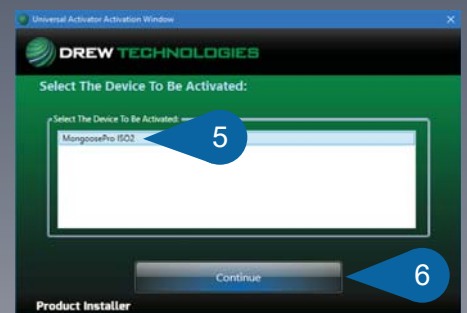 Universal Activator Activation Window
DREW TECHNOLOGIES
Select The Device To Be Activated:
Select The Device To Be Activated:
MongoosePro ISO2
5
Continue
6
Product Installer